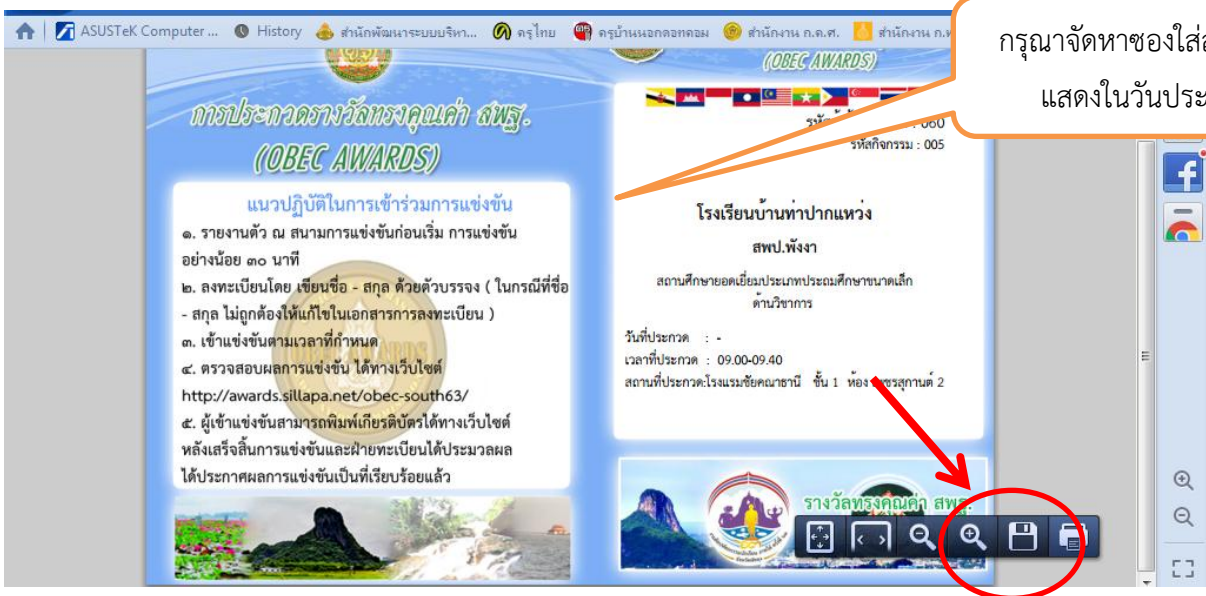 ASUSTeK Computer ...
History
สำนักพัฒนาระบบบริหา...
ครูไทย
ครูบ้านนอกดอทคอม
สำนักงาน ก.ค.ศ.
สำนักงาน ก.
กรุณาจัดหาซองใส่
แสดงในวันประ
การประกวดรางวัลทรงคุณค่า สพฐ.
(OBEC AWARDS)
แนวปฏิบัติในการเข้าร่วมการแข่งขัน
๑. รายงานตัว ณ สนามการแข่งขันก่อนเริ่ม การแข่งขัน
อย่างน้อย ๓๐ นาที
๒. ลงทะเบียนโดย เขียนชื่อ - สกุล ด้วยตัวบรรจง ( ในกรณีที่ชื่อ
- สกุล ไม่ถูกต้องให้แก้ไขในเอกสารการลงทะเบียน )
๓. เข้าแข่งขันตามเวลาที่กำหนด
๔. ตรวจสอบผลการแข่งขัน ได้ทางเว็บไซต์
http://awards.sillapa.net/obec-south63/
๕. ผู้เข้าแข่งขันสามารถพิมพ์เกียรติบัตรได้ทางเว็บไซต์
หลังเสร็จสิ้นการแข่งขันและฝ่ายทะเบียนได้ประมวลผล
ได้ประกาศผลการแข่งขันเป็นที่เรียบร้อยแล้ว
(OBEC AWARDS)
: 060
รหัสกิจกรรม : 005
โรงเรียนบ้านท่าปากแหว่ง
สพป.พังงา
สถานศึกษายอดเยี่ยมประเภทประถมศึกษาขนาดเล็ก
ด้านวิชาการ
วันที่ประกวด : -
เวลาที่ประกวด : 09.00-09.40
สถานที่ประกวด:โรงแรมชัยคณาธานี ชั้น 1 ห้อง 2
รางวัลทรงคุณค่า สพฐ.